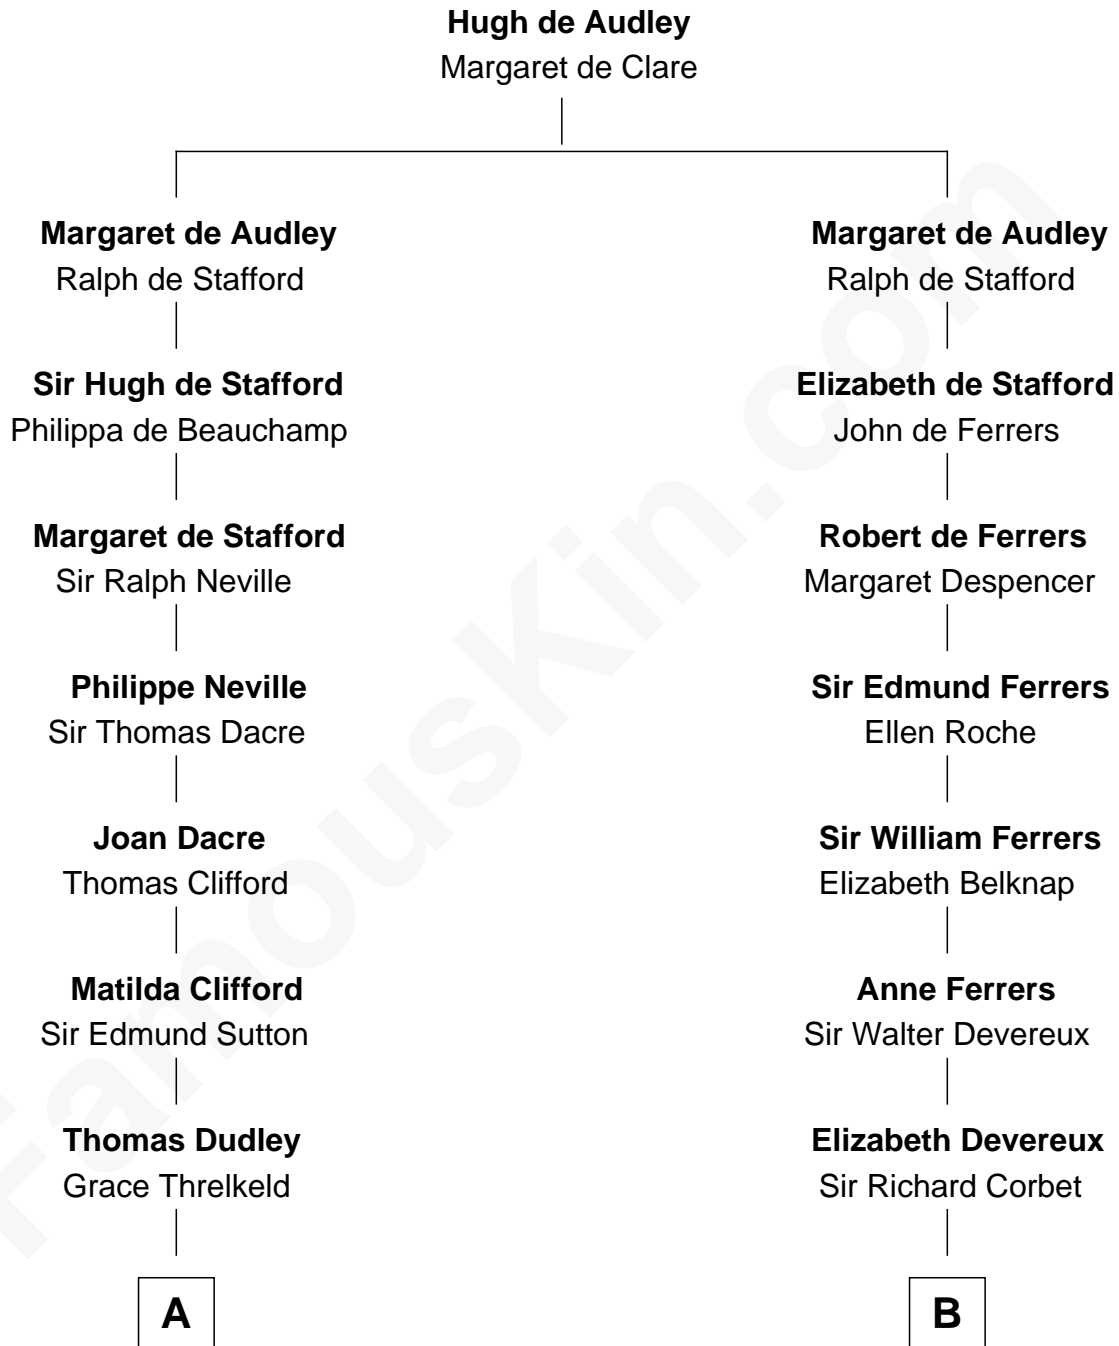 Hugh de Audley
Margaret de Clare
Margaret de Audley
Ralph de Stafford
Margaret de Audley
Ralph de Stafford
Sir Hugh de Stafford
Philippa de Beauchamp
Elizabeth de Stafford
John de Ferrers
Margaret de Stafford
Sir Ralph Neville
Robert de Ferrers
Margaret Despencer
Philippe Neville
Sir Thomas Dacre
Sir Edmund Ferrers
Ellen Roche
Joan Dacre
Thomas Clifford
Sir William Ferrers
Elizabeth Belknap
Matilda Clifford
Sir Edmund Sutton
Anne Ferrers
Sir Walter Devereux
Thomas Dudley
Grace Threlkeld
Elizabeth Devereux
Sir Richard Corbet
A
B
FamousKin.com